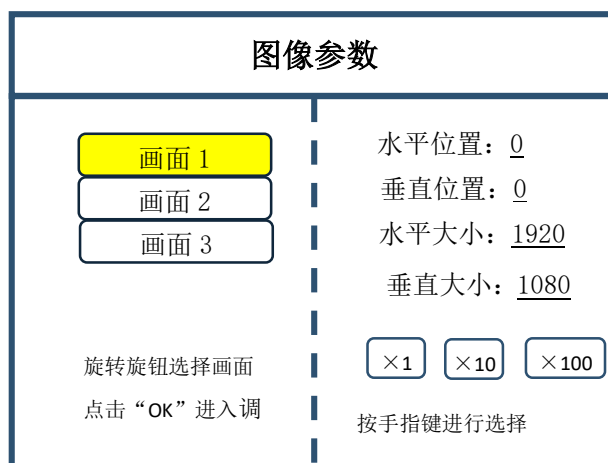 图像参数
画面 1
画面 2
画面 3
旋转旋钮选择画面
点击“OK”进入调
水平位置：0
垂直位置：0
水平大小：1920
垂直大小：1080
×1 ×10 ×100
按手指键进行选择